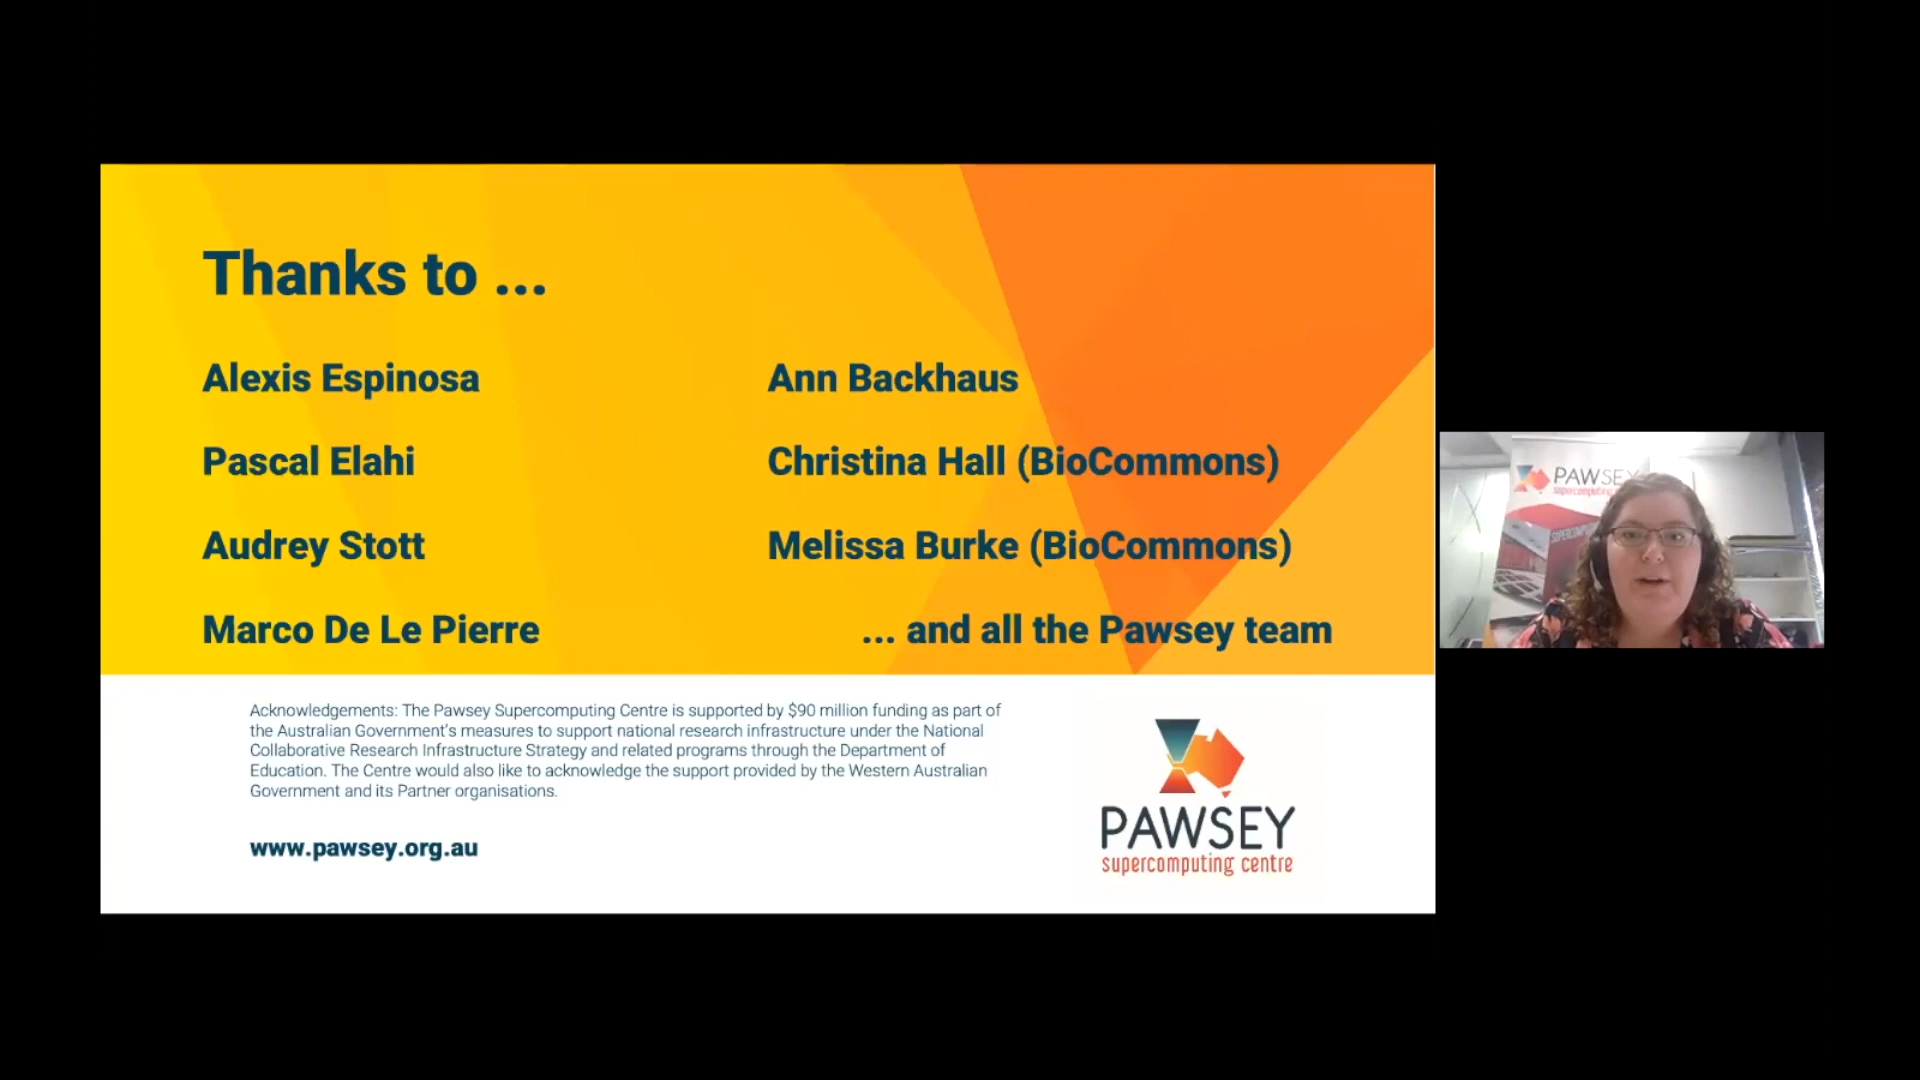 Thanks to ...
Alexis Espinosa
Ann Backhaus
Pascal Elahi
Christina Hall (BioCommons)
Audrey Stott
Melissa Burke (BioCommons)
Marco De Le Pierre
... and all the Pawsey team
Acknowledgements: The Pawsey Supercomputing Centre is supported by $90 million funding as part of
the Australian Government's measures to support national research infrastructure under the National
Collaborative Research Infrastructure Strategy and related programs through the Department of
Education. The Centre would also like to acknowledge the support provided by the Western Australian
Government and its Partner organisations.
www.pawsey.org.au
PAWSEY
supercomputing centre
PAWSEY